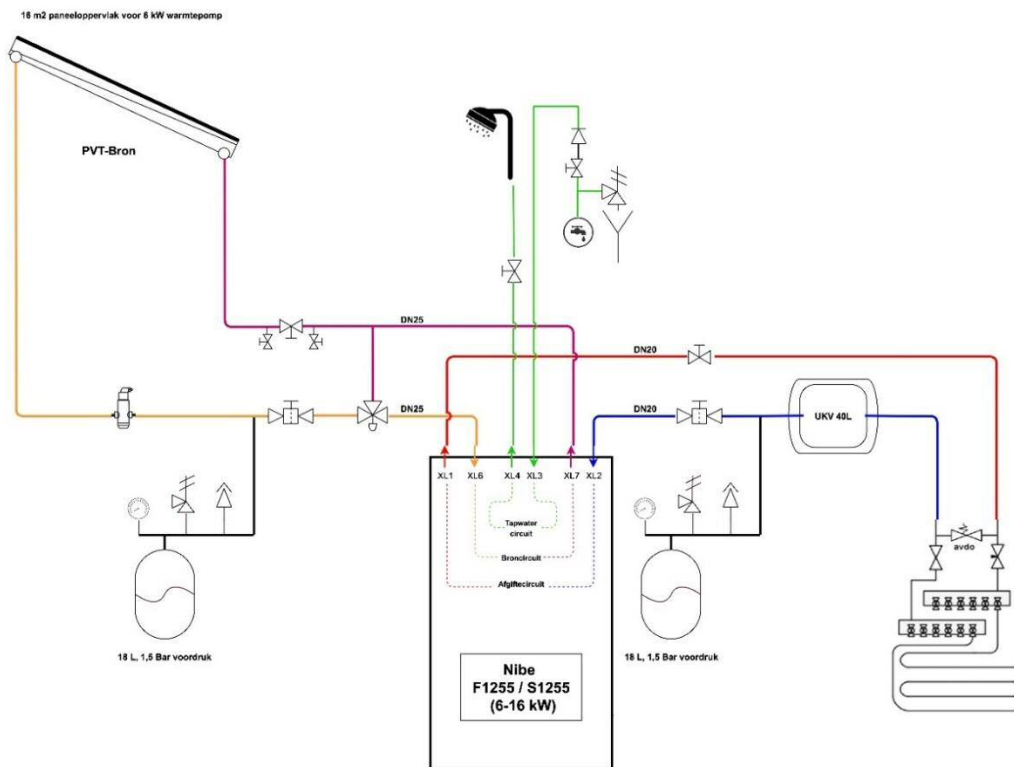 16 m2 paneeloppervlak voor 6 kW warmtepomp
PVT-Bron
DN25
DN20
DN25
DN20
UKV 40L
XL1
XL6
XL4
XL3
XL7
XL2
Tapwater
circuit
Broncircuit
Afgiftecircuit
avdo
18 L, 1,5 Bar voordruk
18 L, 1,5 Bar voordruk
Nibe
F1255 / S1255
(6-16 kW)